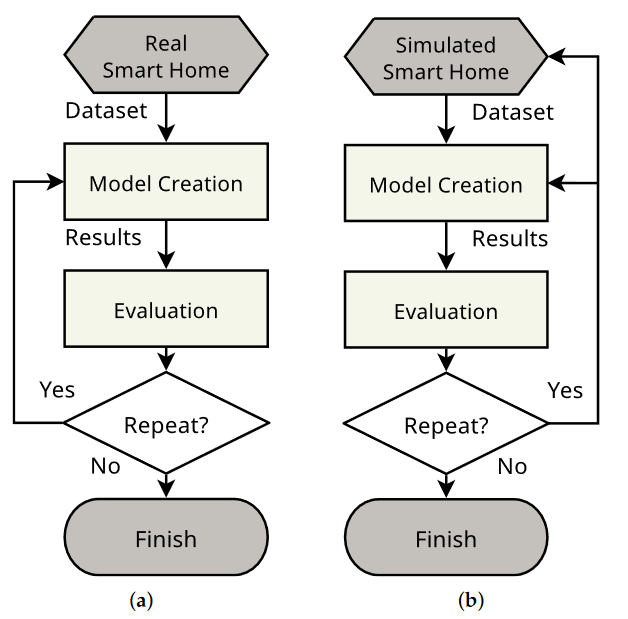 Real
Smart Home
Dataset
Model Creation
Results
Evaluation
Yes
Repeat?
No
Finish
(a)
Simulated
Smart Home
Dataset
Model Creation
Results
Evaluation
Yes
Repeat?
No
Finish
(b)